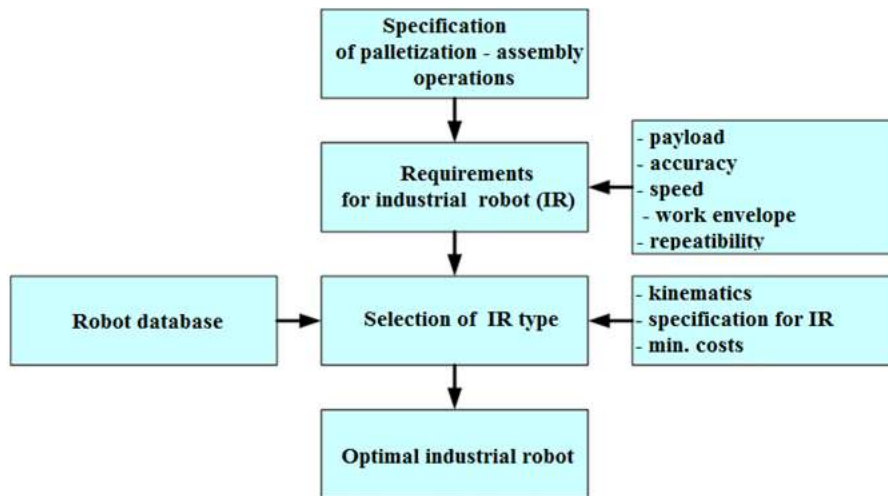 Specification
of palletization - assembly
operations
Requirements
for industrial robot (IR)
- payload
- accuracy
- speed
- work envelope
- repeatibility
Robot database
Selection of IR type
- kinematics
- specification for IR
- min. costs
Optimal industrial robot